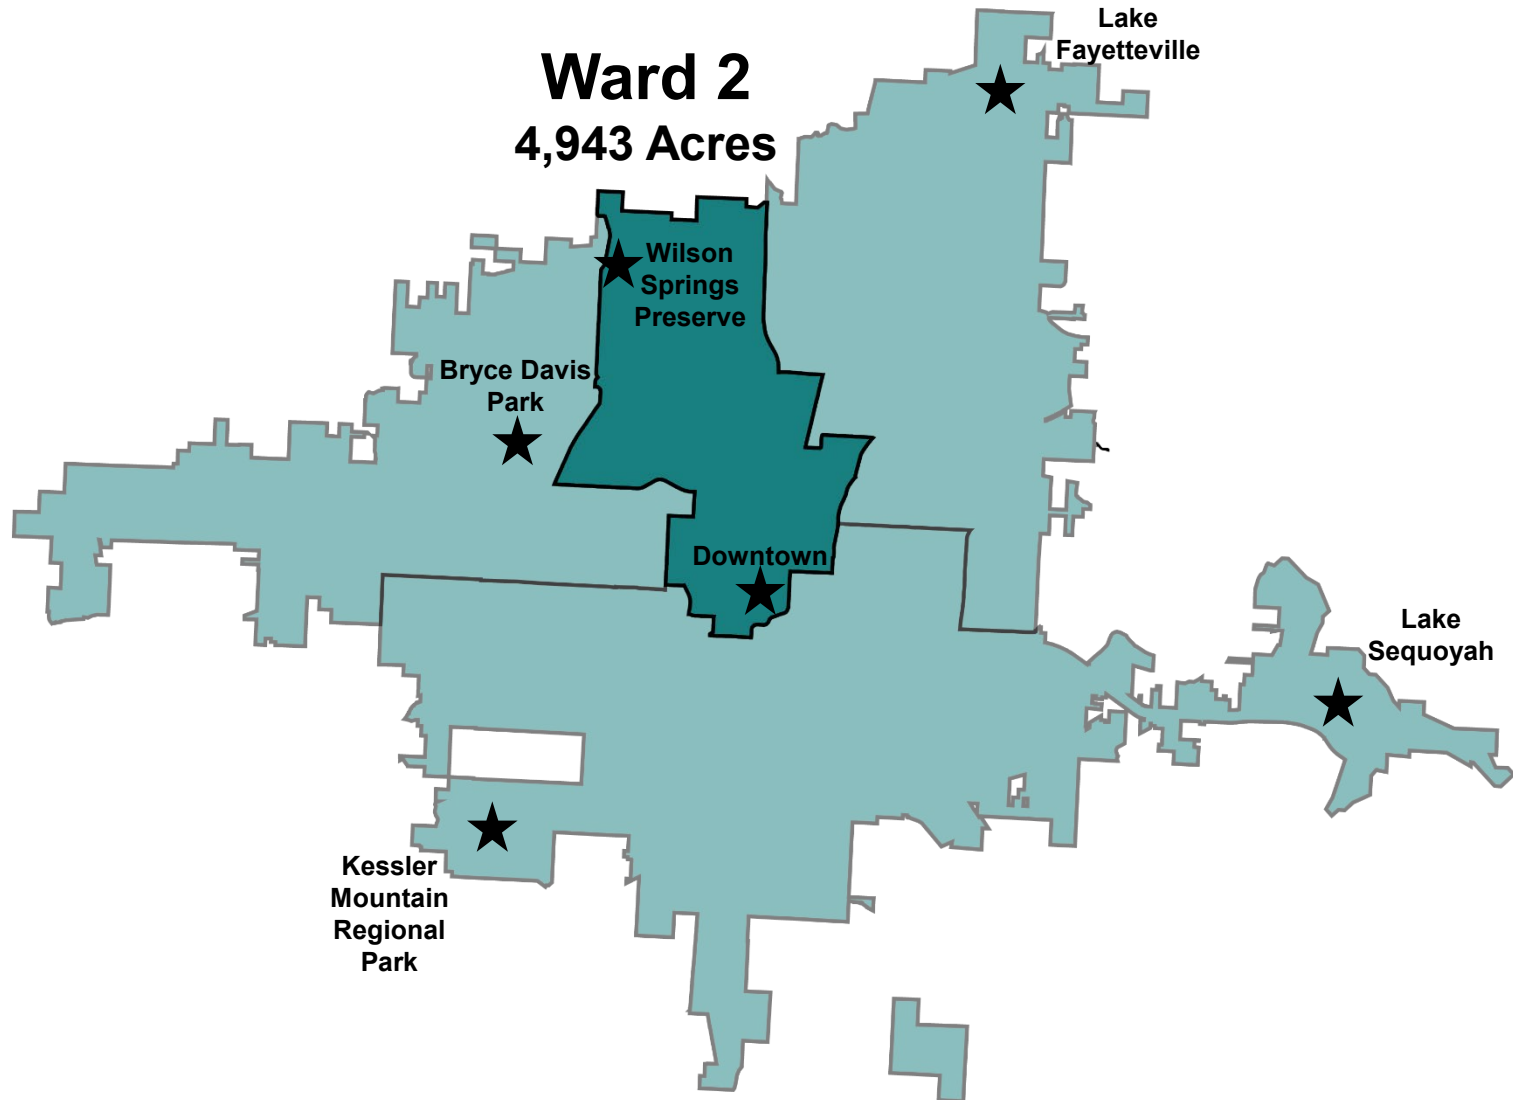 Lake
Fayetteville
Ward 2
4,943 Acres
Wilson
Springs
Preserve
Bryce Davis
Park
Downtown
Lake
Sequoyah
Kessler
Mountain
Regional
Park